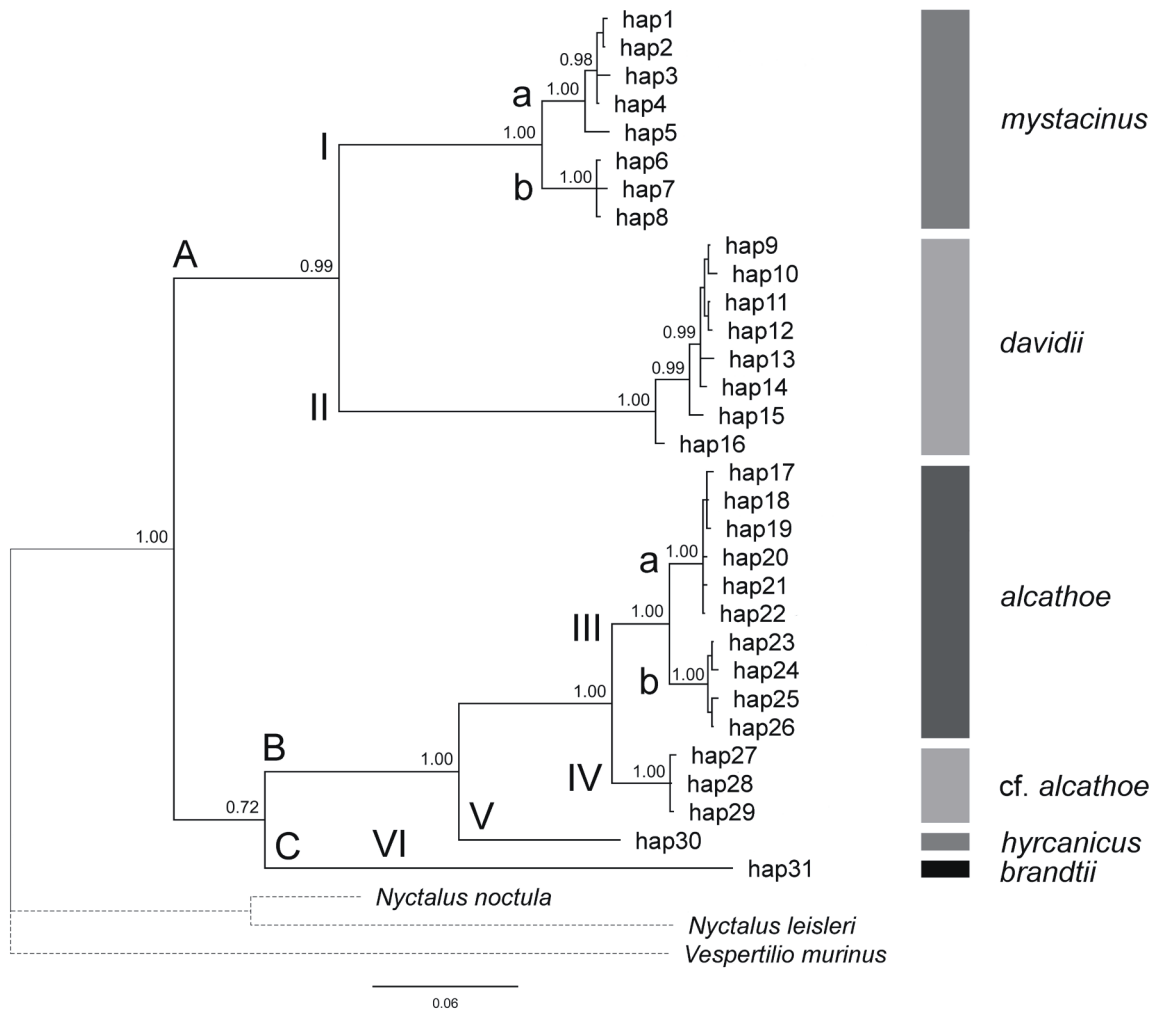 hap1
hap2
0.98
hap3
1.00
a
hap4
mystacinus
I
1.00
hap5
hap6
b
1.00
hap7
hap8
A
hap9
0.99
hap10
hap11
hap12
0.99
davidii
hap13
0.99
hap14
II
1.00
hap15
hap16
hap17
hap18
hap19
1.00
a
1.00
hap20
hap21
alcathoe
III
1.00
hap22
hap23
b
1.00
hap24
1.00
hap25
hap26
B
1.00
hap27
IV
1.00
hap28
cf. alcathoe
0.72
V
hap29
C
VI
hap30
hyrcanicus
hap31
brandtii
Nyctalus noctula
Nyctalus leisleri
Vespertilio murinus
0.06